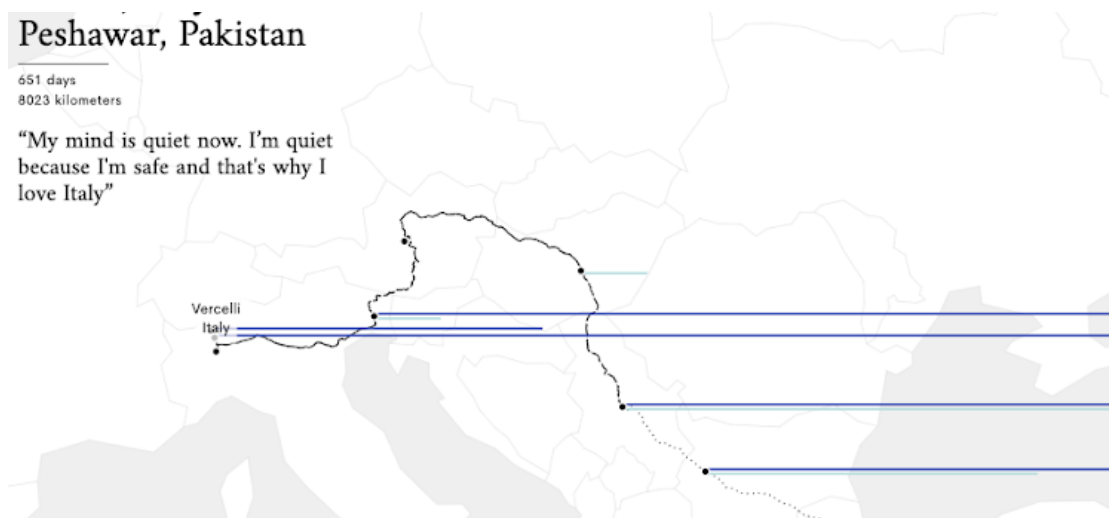 Peshawar, Pakistan
651 days
8023 kilometers
“My mind is quiet now. I’m quiet
because I'm safe and that's why I
love Italy”
Vercelli
Italy